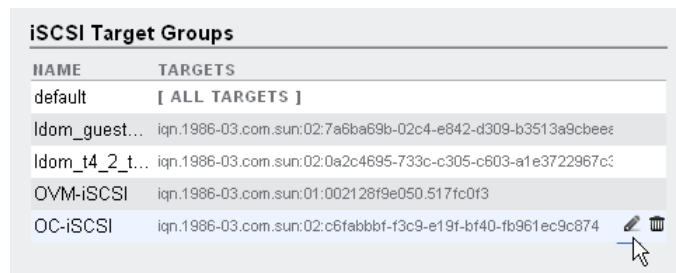 iSCSI Target Groups
NAME TARGETS
default [ ALL TARGETS ]
ldom_guest... iqn.1986-03.com.sun:02:7a6ba69b-02c4-e842-d309-b3513a9cbeea
ldom_t4_2_t... iqn.1986-03.com.sun:02:0a2c4695-733c-c305-c603-a1e3722967c3
OVM-iSCSI iqn.1986-03.com.sun:01:002128f9e050.517fc0f3
OC-iSCSI iqn.1986-03.com.sun:02:c6fabbbf-f3c9-e19f-bf40-fb961ec9c874